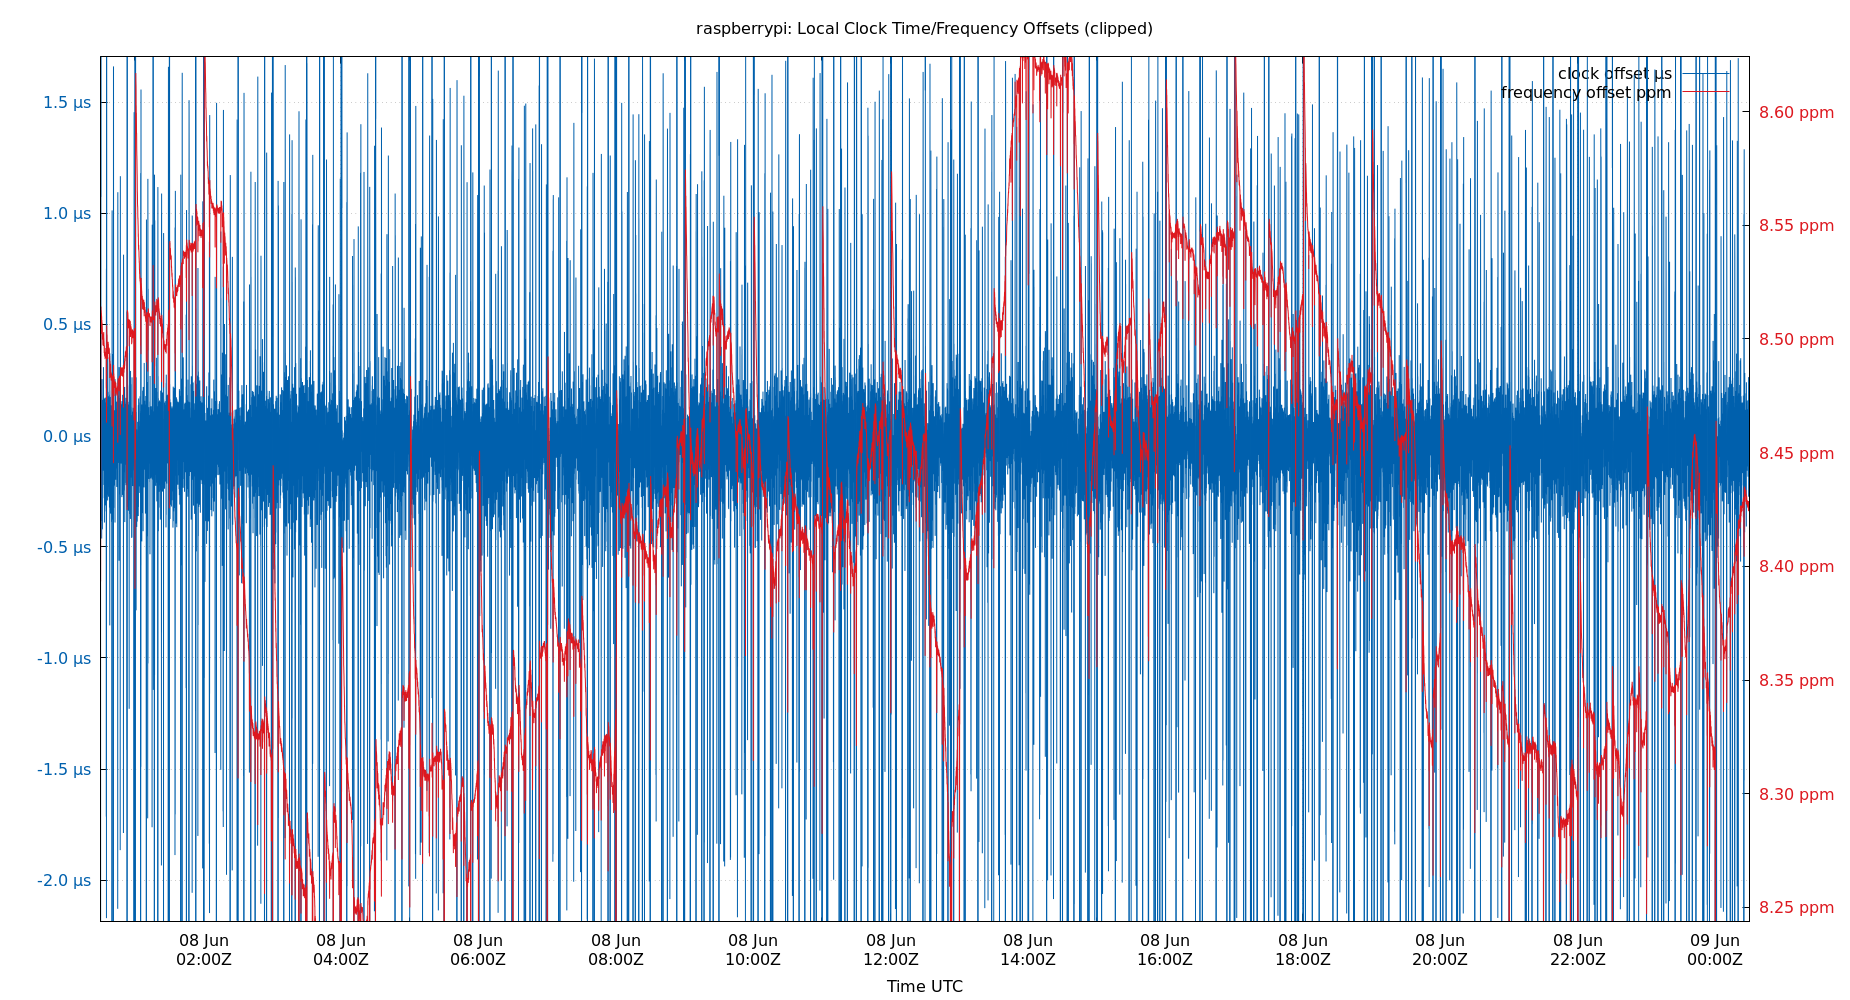 raspberrypi: Local Clock Time/Frequency Offsets (clipped)
clock offset µs
frequency offset ppm
1.5 µs
1.0 µs
0.5 µs
0.0 µs
-0.5 µs
-1.0 µs
-1.5 µs
-2.0 µs
8.60 ppm
8.55 ppm
8.50 ppm
8.45 ppm
8.40 ppm
8.35 ppm
8.30 ppm
8.25 ppm
08 Jun 08 Jun 08 Jun 08 Jun 08 Jun 08 Jun 08 Jun 08 Jun 08 Jun 08 Jun 08 Jun 09 Jun
02:00Z 04:00Z 06:00Z 08:00Z 10:00Z 12:00Z 14:00Z 16:00Z 18:00Z 20:00Z 22:00Z 00:00Z
Time UTC